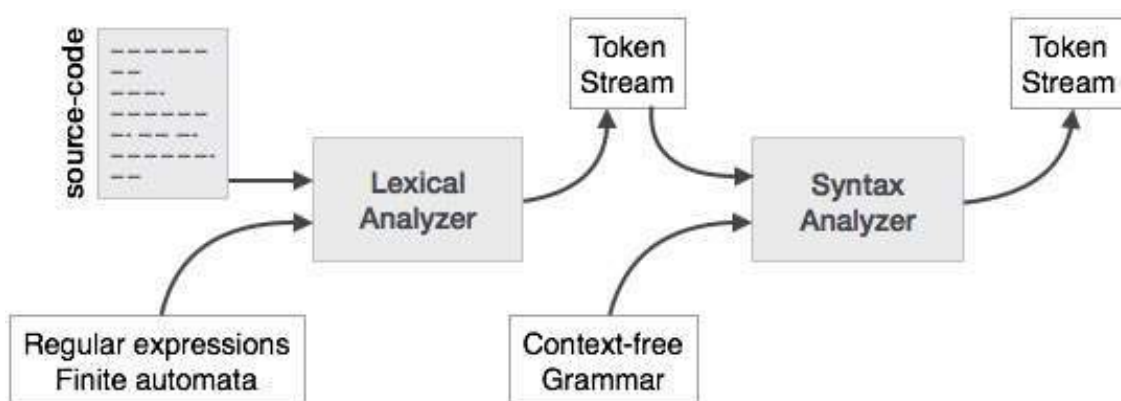 source-code
Token
Stream
Token
Stream
Lexical
Analyzer
Syntax
Analyzer
Regular expressions
Finite automata
Context-free
Grammar